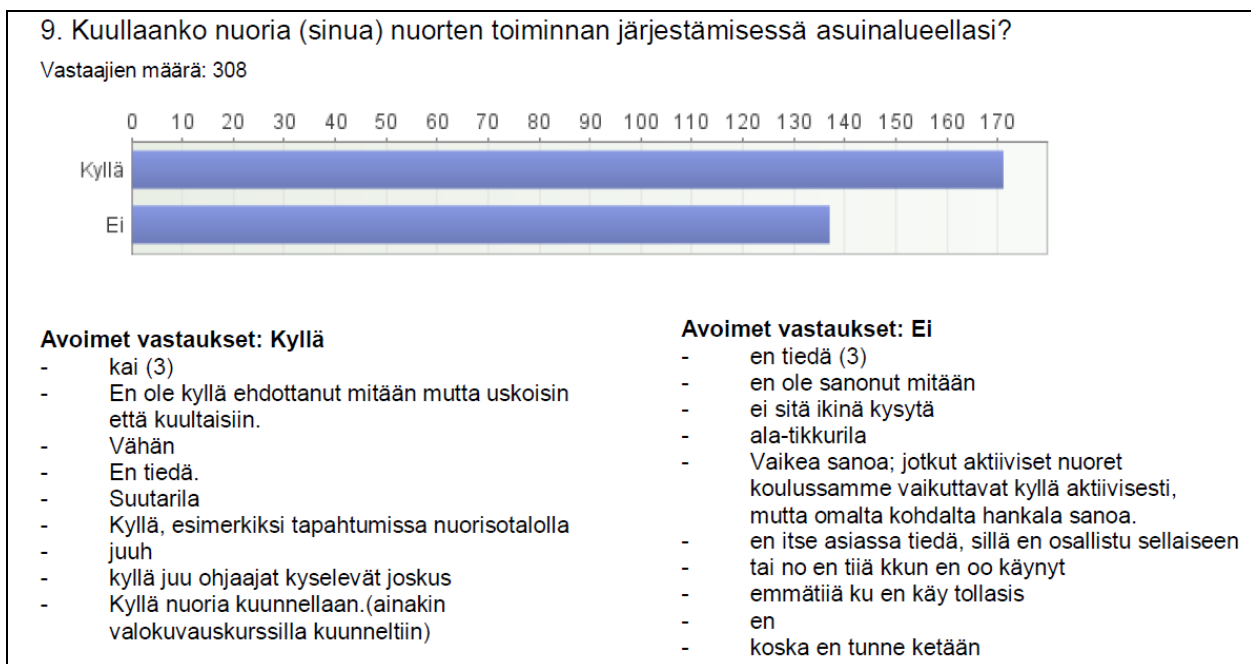 9. Kuullaanko nuoria (sinua) nuorten toiminnan järjestämisessä asuinalueellasi?
Vastaajien määrä: 308
0 10 20 30 40 50 60 70 80 90 100 110 120 130 140 150 160 170
Kyllä
Ei
Avoimet vastaukset: Kyllä
- kai (3)
- En ole kyllä ehdottanut mitään mutta uskoisin
että kuultaisiin.
- Vähän
- En tiedä.
- Suutarila
- Kyllä, esimerkiksi tapahtumissa nuorisotalolla
- juuh
- kyllä juu ohjaajat kyselevät joskus
- Kyllä nuoria kuunnellaan.(ainakin
valokuvauskurssilla kuunneltiin)
Avoimet vastaukset: Ei
- en tiedä (3)
- en ole sanonut mitään
- ei sitä ikinä kysytä
- ala-tikkurila
- Vaikea sanoa; jotkut aktiiviset nuoret
koulussamme vaikuttavat kyllä aktiivisesti,
mutta omalta kohdalta hankala sanoa.
- en itse asiassa tiedä, sillä en osallistu sellaiseen
- tai no en tiiä kkun en oo käynyt
- emmätiiä ku en käy tollasis
- en
- koska en tunne ketään